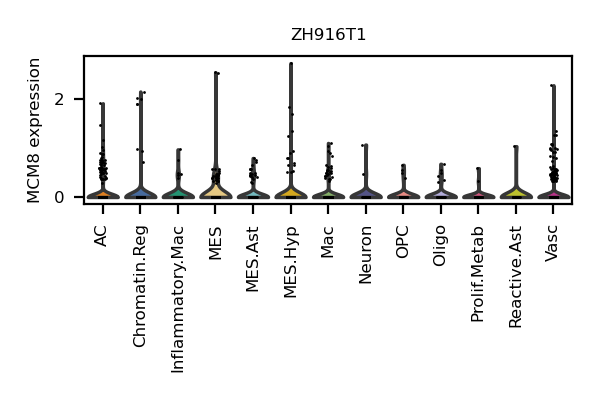 ZH916T1
MCM8 expression
2
0
AC
Chromatin.Reg
Inflammatory.Mac
MES
MES.Ast
MES.Hyp
Mac
Neuron
OPC
Oligo
Prolif.Metab
Reactive.Ast
Vasc